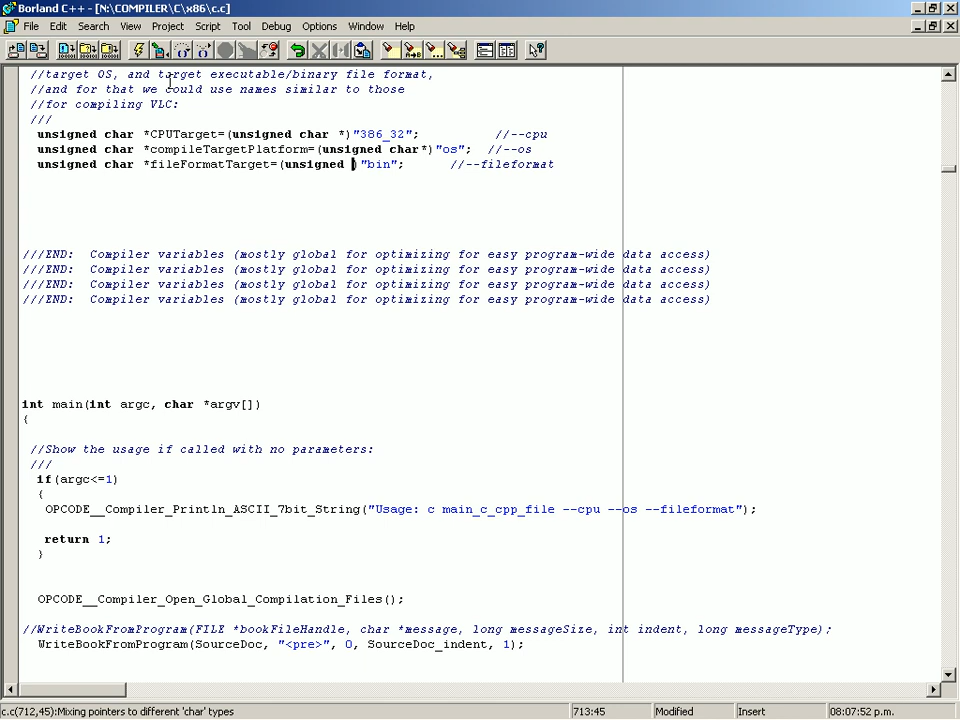 Borland C++ - [N:\COMPILER\C\x86\c.c]
File Edit Search View Project Script Tool Debug Options Window Help
//target OS, and target executable/binary file format,
//and for that we could use names similar to those
//for compiling VLC:
///
unsigned char *CPUTarget=(unsigned char *)"386_32"; //--cpu
unsigned char *compileTargetPlatform=(unsigned char*)"os"; //--os
unsigned char *fileFormatTarget=(unsigned )"bin"; //--fileformat
///END: Compiler variables (mostly global for optimizing for easy program-wide data access)
///END: Compiler variables (mostly global for optimizing for easy program-wide data access)
///END: Compiler variables (mostly global for optimizing for easy program-wide data access)
///END: Compiler variables (mostly global for optimizing for easy program-wide data access)
int main(int argc, char *argv[])
{
//Show the usage if called with no parameters:
///
if(argc<=1)
{
OPCODE__Compiler_Println_ASCII_7bit_String("Usage: c main_c_cpp_file --cpu --os --fileformat");
return 1;
}
OPCODE__Compiler_Open_Global_Compilation_Files();
//WriteBookFromProgram(FILE *bookFileHandle, char *message, long messageSize, int indent, long messageType);
WriteBookFromProgram(SourceDoc, "<pre>", 0, SourceDoc_indent, 1);
c.c(712,45):Mixing pointers to different 'char' types 713:45 Modified Insert 08:07:52 p.m.